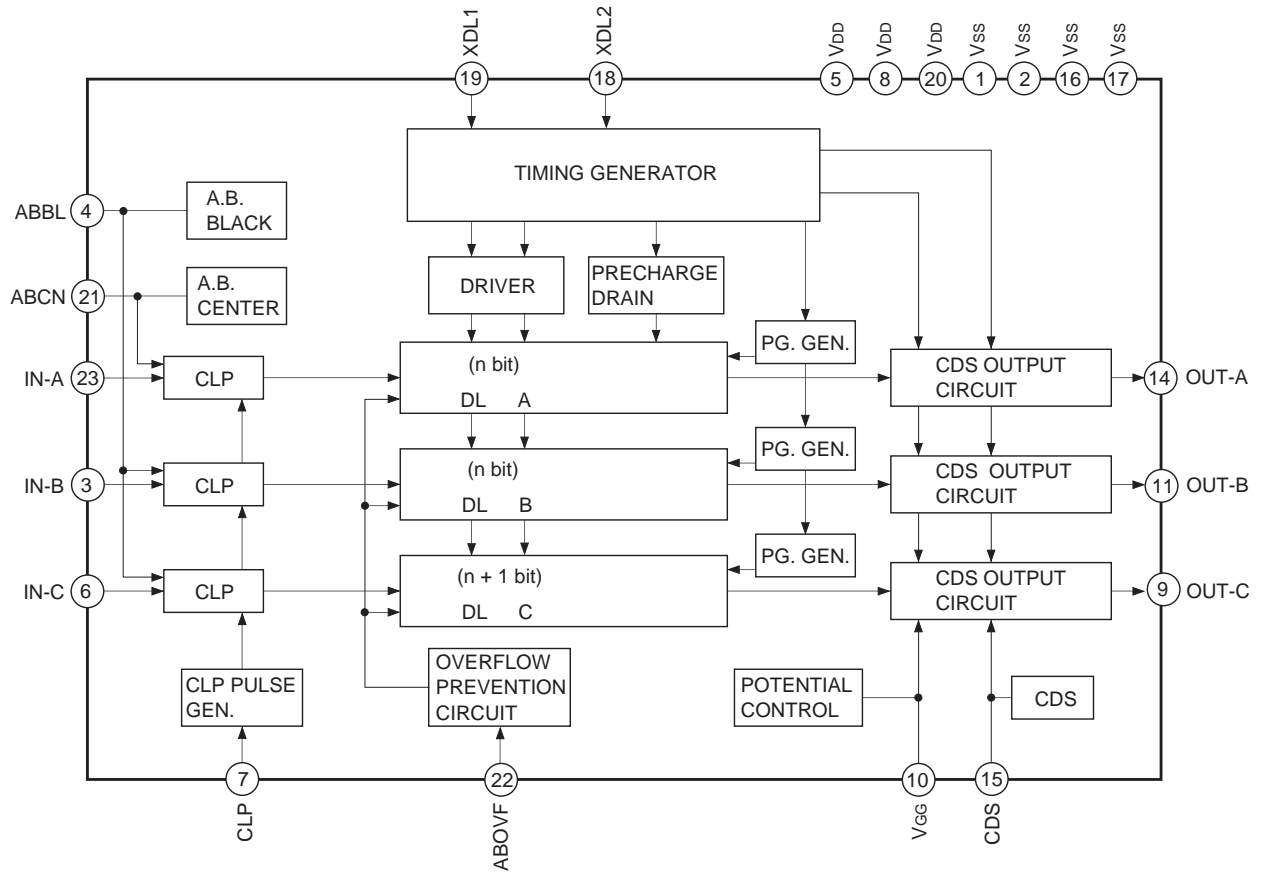 XDL1
XDL2
VDD
VDD
VDD
VSS
VSS
VSS
VSS
19
18
5
8
20
1
2
16
17
TIMING GENERATOR
ABBL
4
A.B.
BLACK
ABCN
21
A.B.
CENTER
DRIVER
PRECHARGE
DRAIN
PG. GEN.
IN-A
23
CLP
(n bit)
DL A
CDS OUTPUT
CIRCUIT
14
OUT-A
PG. GEN.
IN-B
3
CLP
(n bit)
DL B
CDS OUTPUT
CIRCUIT
11
OUT-B
PG. GEN.
IN-C
6
CLP
(n + 1 bit)
DL C
CDS OUTPUT
CIRCUIT
9
OUT-C
CLP PULSE
GEN.
OVERFLOW
PREVENTION
CIRCUIT
POTENTIAL
CONTROL
CDS
7
22
10
15
CLP
ABOVF
VGG
CDS